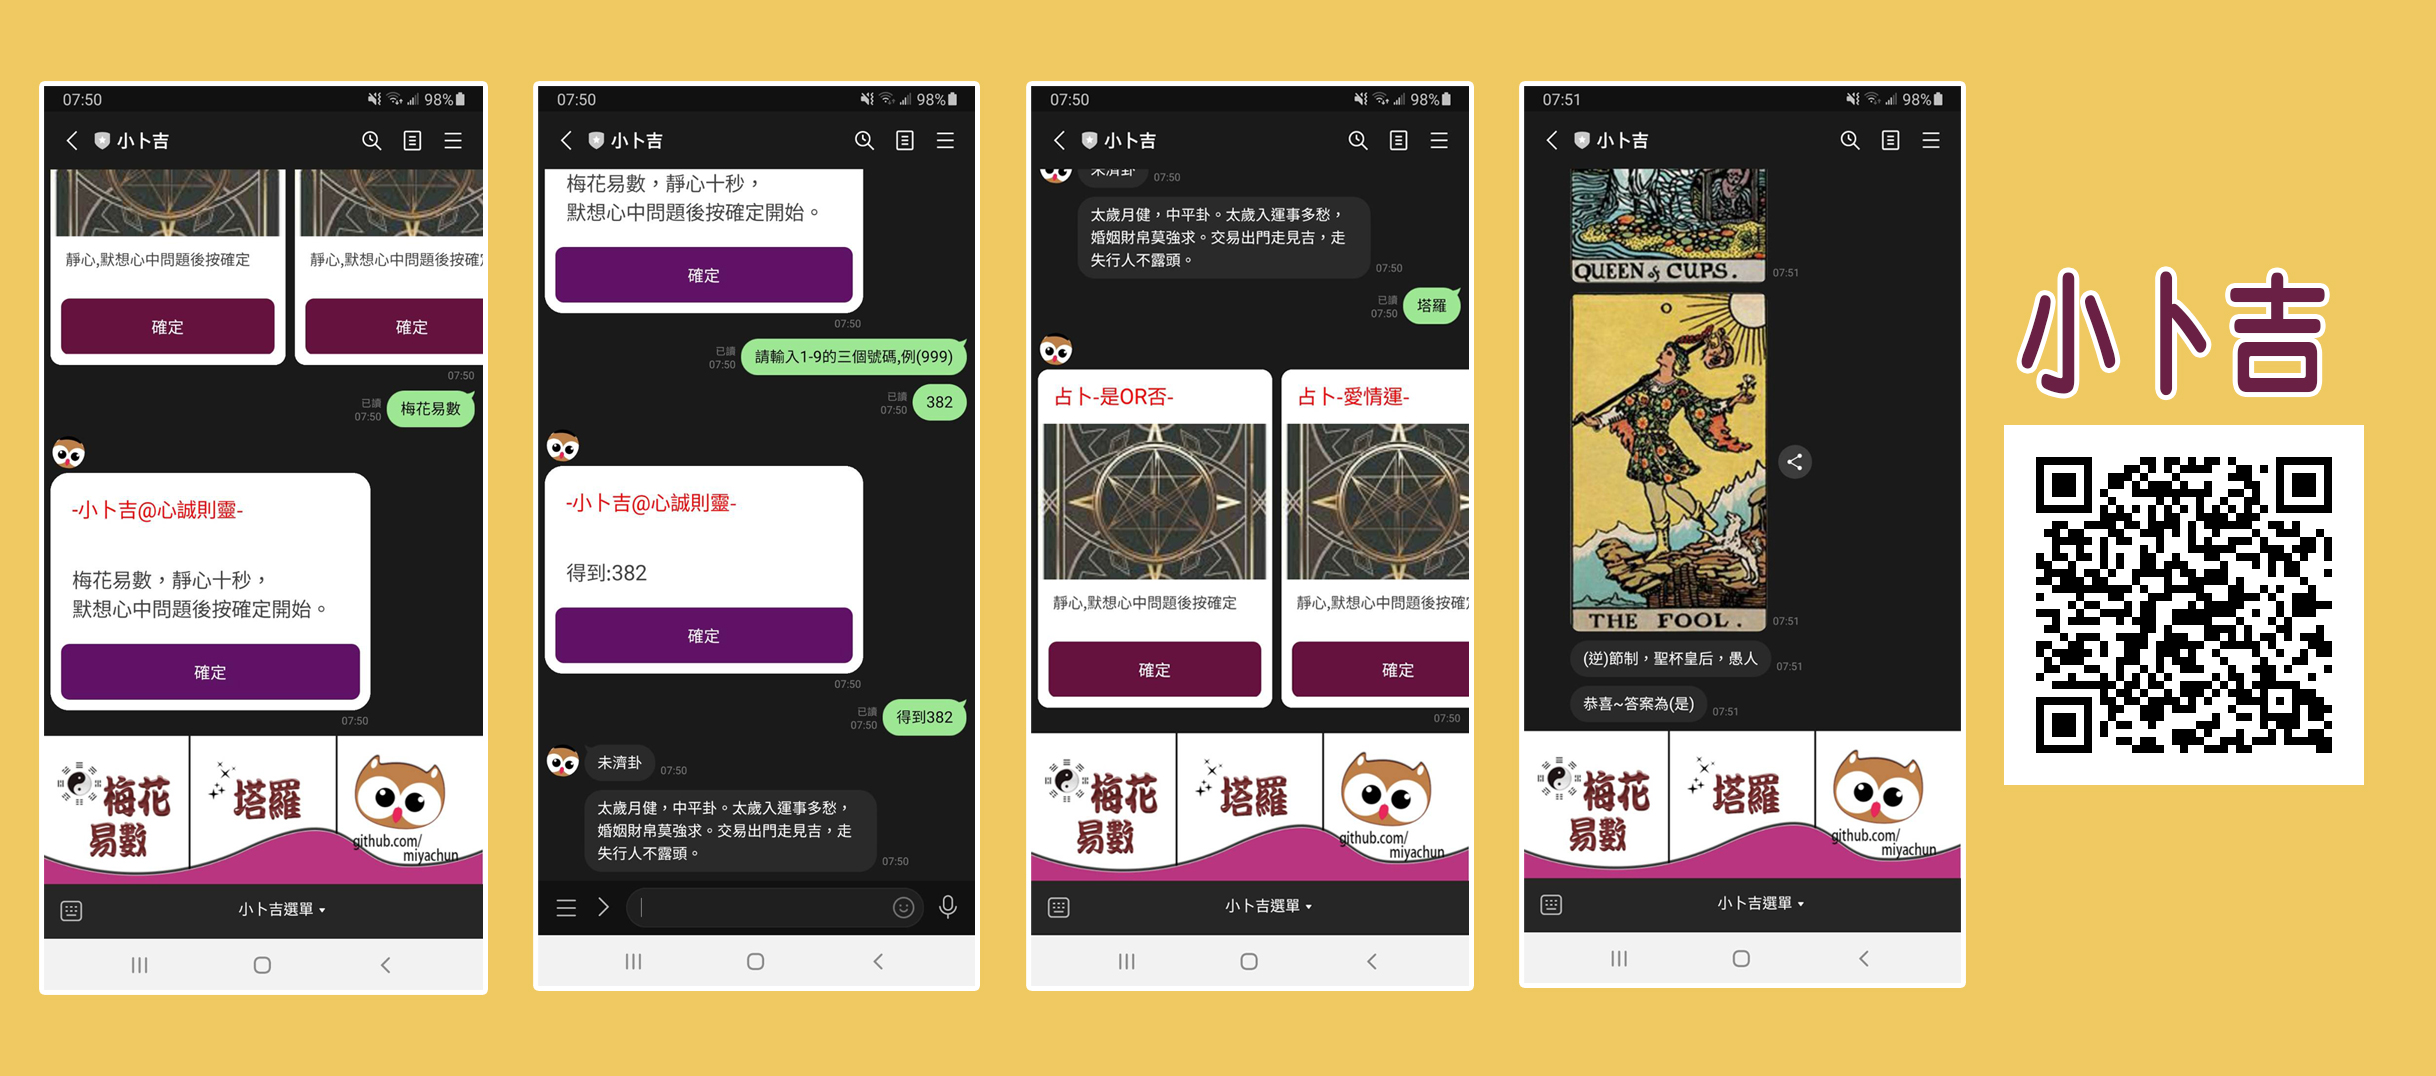 07:50
98%
小卜吉
靜心,默想心中問題後按確定
靜心,默想心中問題後按確
確定
確定
07:50
已讀
07:50
梅花易數
-小卜吉@心誠則靈-
梅花易數，靜心十秒，
默想心中問題後按確定開始。
確定
07:50
梅花
易數
塔羅
github.com/
miyachun
小卜吉選單
07:50
98%
小卜吉
梅花易數，靜心十秒，
默想心中問題後按確定開始。
確定
07:50
已讀
07:50
請輸入1-9的三個號碼,例(999)
已讀
07:50
382
-小卜吉@心誠則靈-
得到:382
確定
07:50
已讀
07:50
得到382
未濟卦
07:50
太歲月健，中平卦。太歲入運事多愁，
婚姻財帛莫強求。交易出門走見吉，走
失行人不露頭。
07:50
07:50
98%
小卜吉
未濟卦
07:50
太歲月健，中平卦。太歲入運事多愁，
婚姻財帛莫強求。交易出門走見吉，走
失行人不露頭。
07:50
已讀
07:50
塔羅
占卜-是OR否-
占卜-愛情運-
靜心,默想心中問題後按確定
靜心,默想心中問題後按確
確定
確定
07:50
梅花
易數
塔羅
github.com/
miyachun
小卜吉選單
07:51
98%
小卜吉
QUEEN of CUPS.
07:51
THE FOOL.
07:51
(逆)節制，聖杯皇后，愚人
07:51
恭喜~答案為(是)
07:51
梅花
易數
塔羅
github.com/
miyachun
小卜吉選單
小卜吉